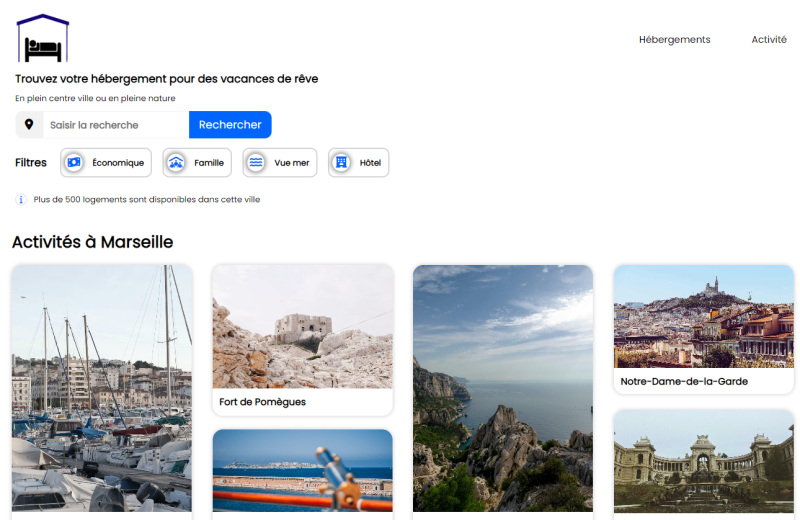 Hébergements
Activité
Trouvez votre hébergement pour des vacances de rêve
En plein centre ville ou en pleine nature
Saisir la recherche
Rechercher
Filtres
Économique
Famille
Vue mer
Hôtel
i Plus de 500 logements sont disponibles dans cette ville
Activités à Marseille
Fort de Pomègues
Notre-Dame-de-la-Garde